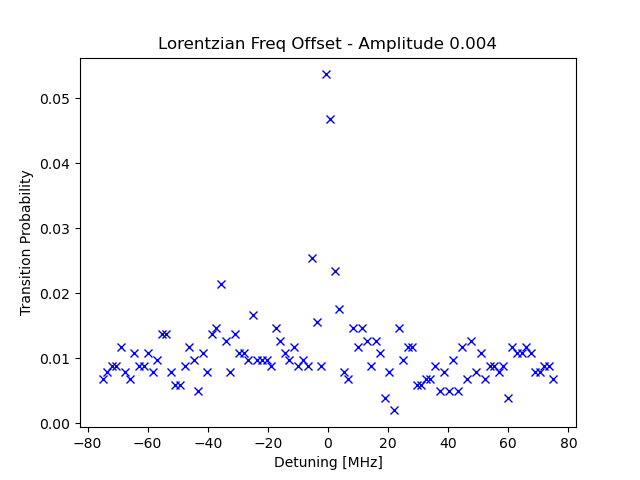 Lorentzian Freq Offset - Amplitude 0.004
0.05
0.04
0.03
0.02
0.01
0.00
Transition Probability
−80 −60 −40 −20 0 20 40 60 80
Detuning [MHz]